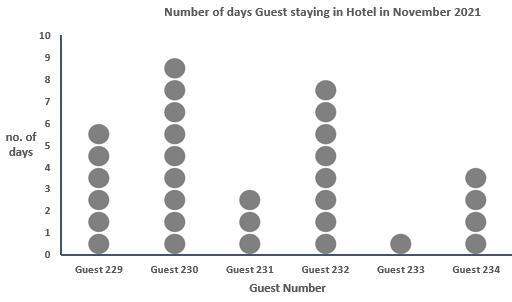 Number of days Guest staying in Hotel in November 2021
10
9
8
7
6
5
4
3
2
1
0
no. of
days
Guest 229 Guest 230 Guest 231 Guest 232 Guest 233 Guest 234
Guest Number